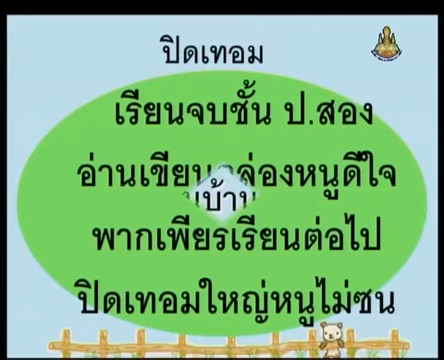 ปิดเทอม
เรียนจบชั้น ป.สอง
อ่านเขียนคล่องหนูดีใจ
บ้าน
พากเพียรเรียนต่อไป
ปิดเทอมใหญ่หนูไม่ซน